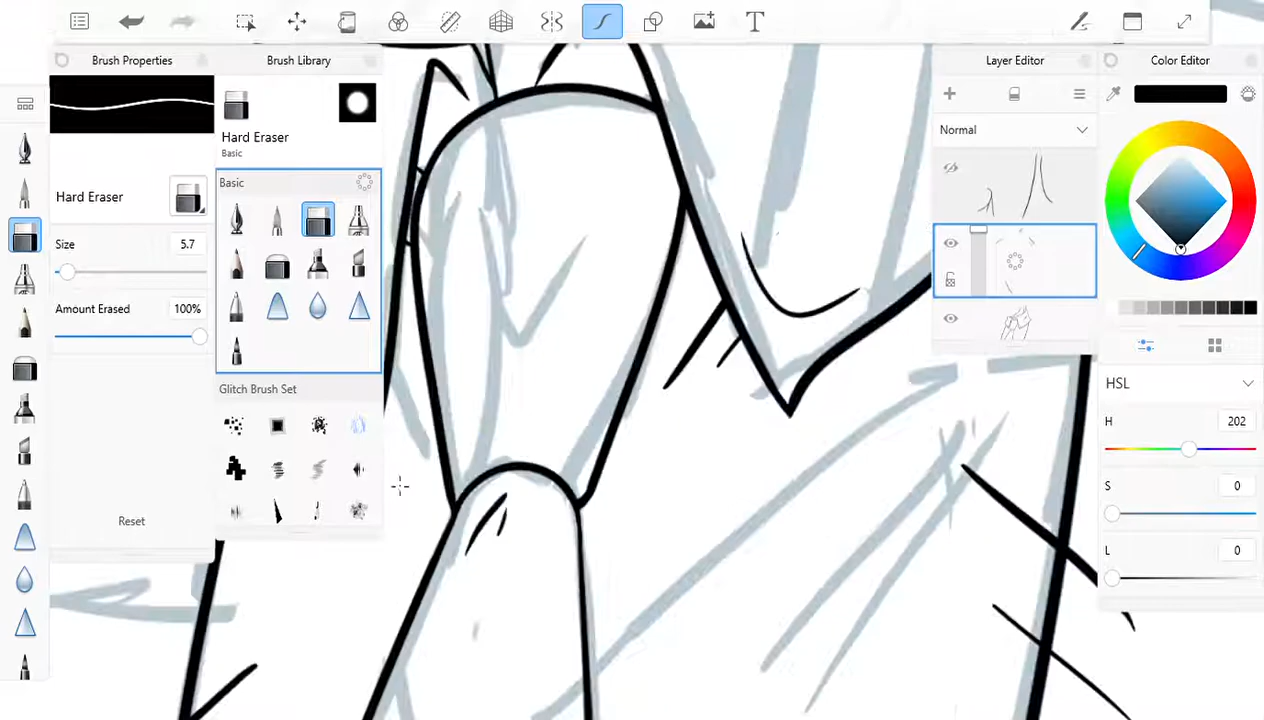 T
Brush Properties
Hard Eraser
Size
5.7
Amount Erased
100%
Reset
Brush Library
Hard Eraser
Basic
Basic
Glitch Brush Set
Layer Editor
Normal
Color Editor
HSL
H
202
S
0
L
0